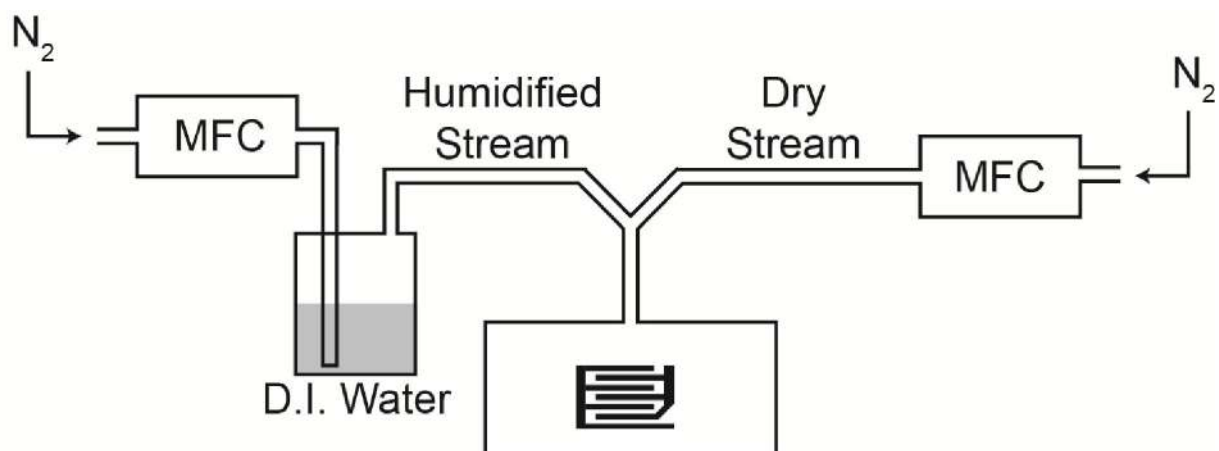 N₂
MFC
Humidified
Stream
D.I. Water
Dry
Stream
MFC
N₂